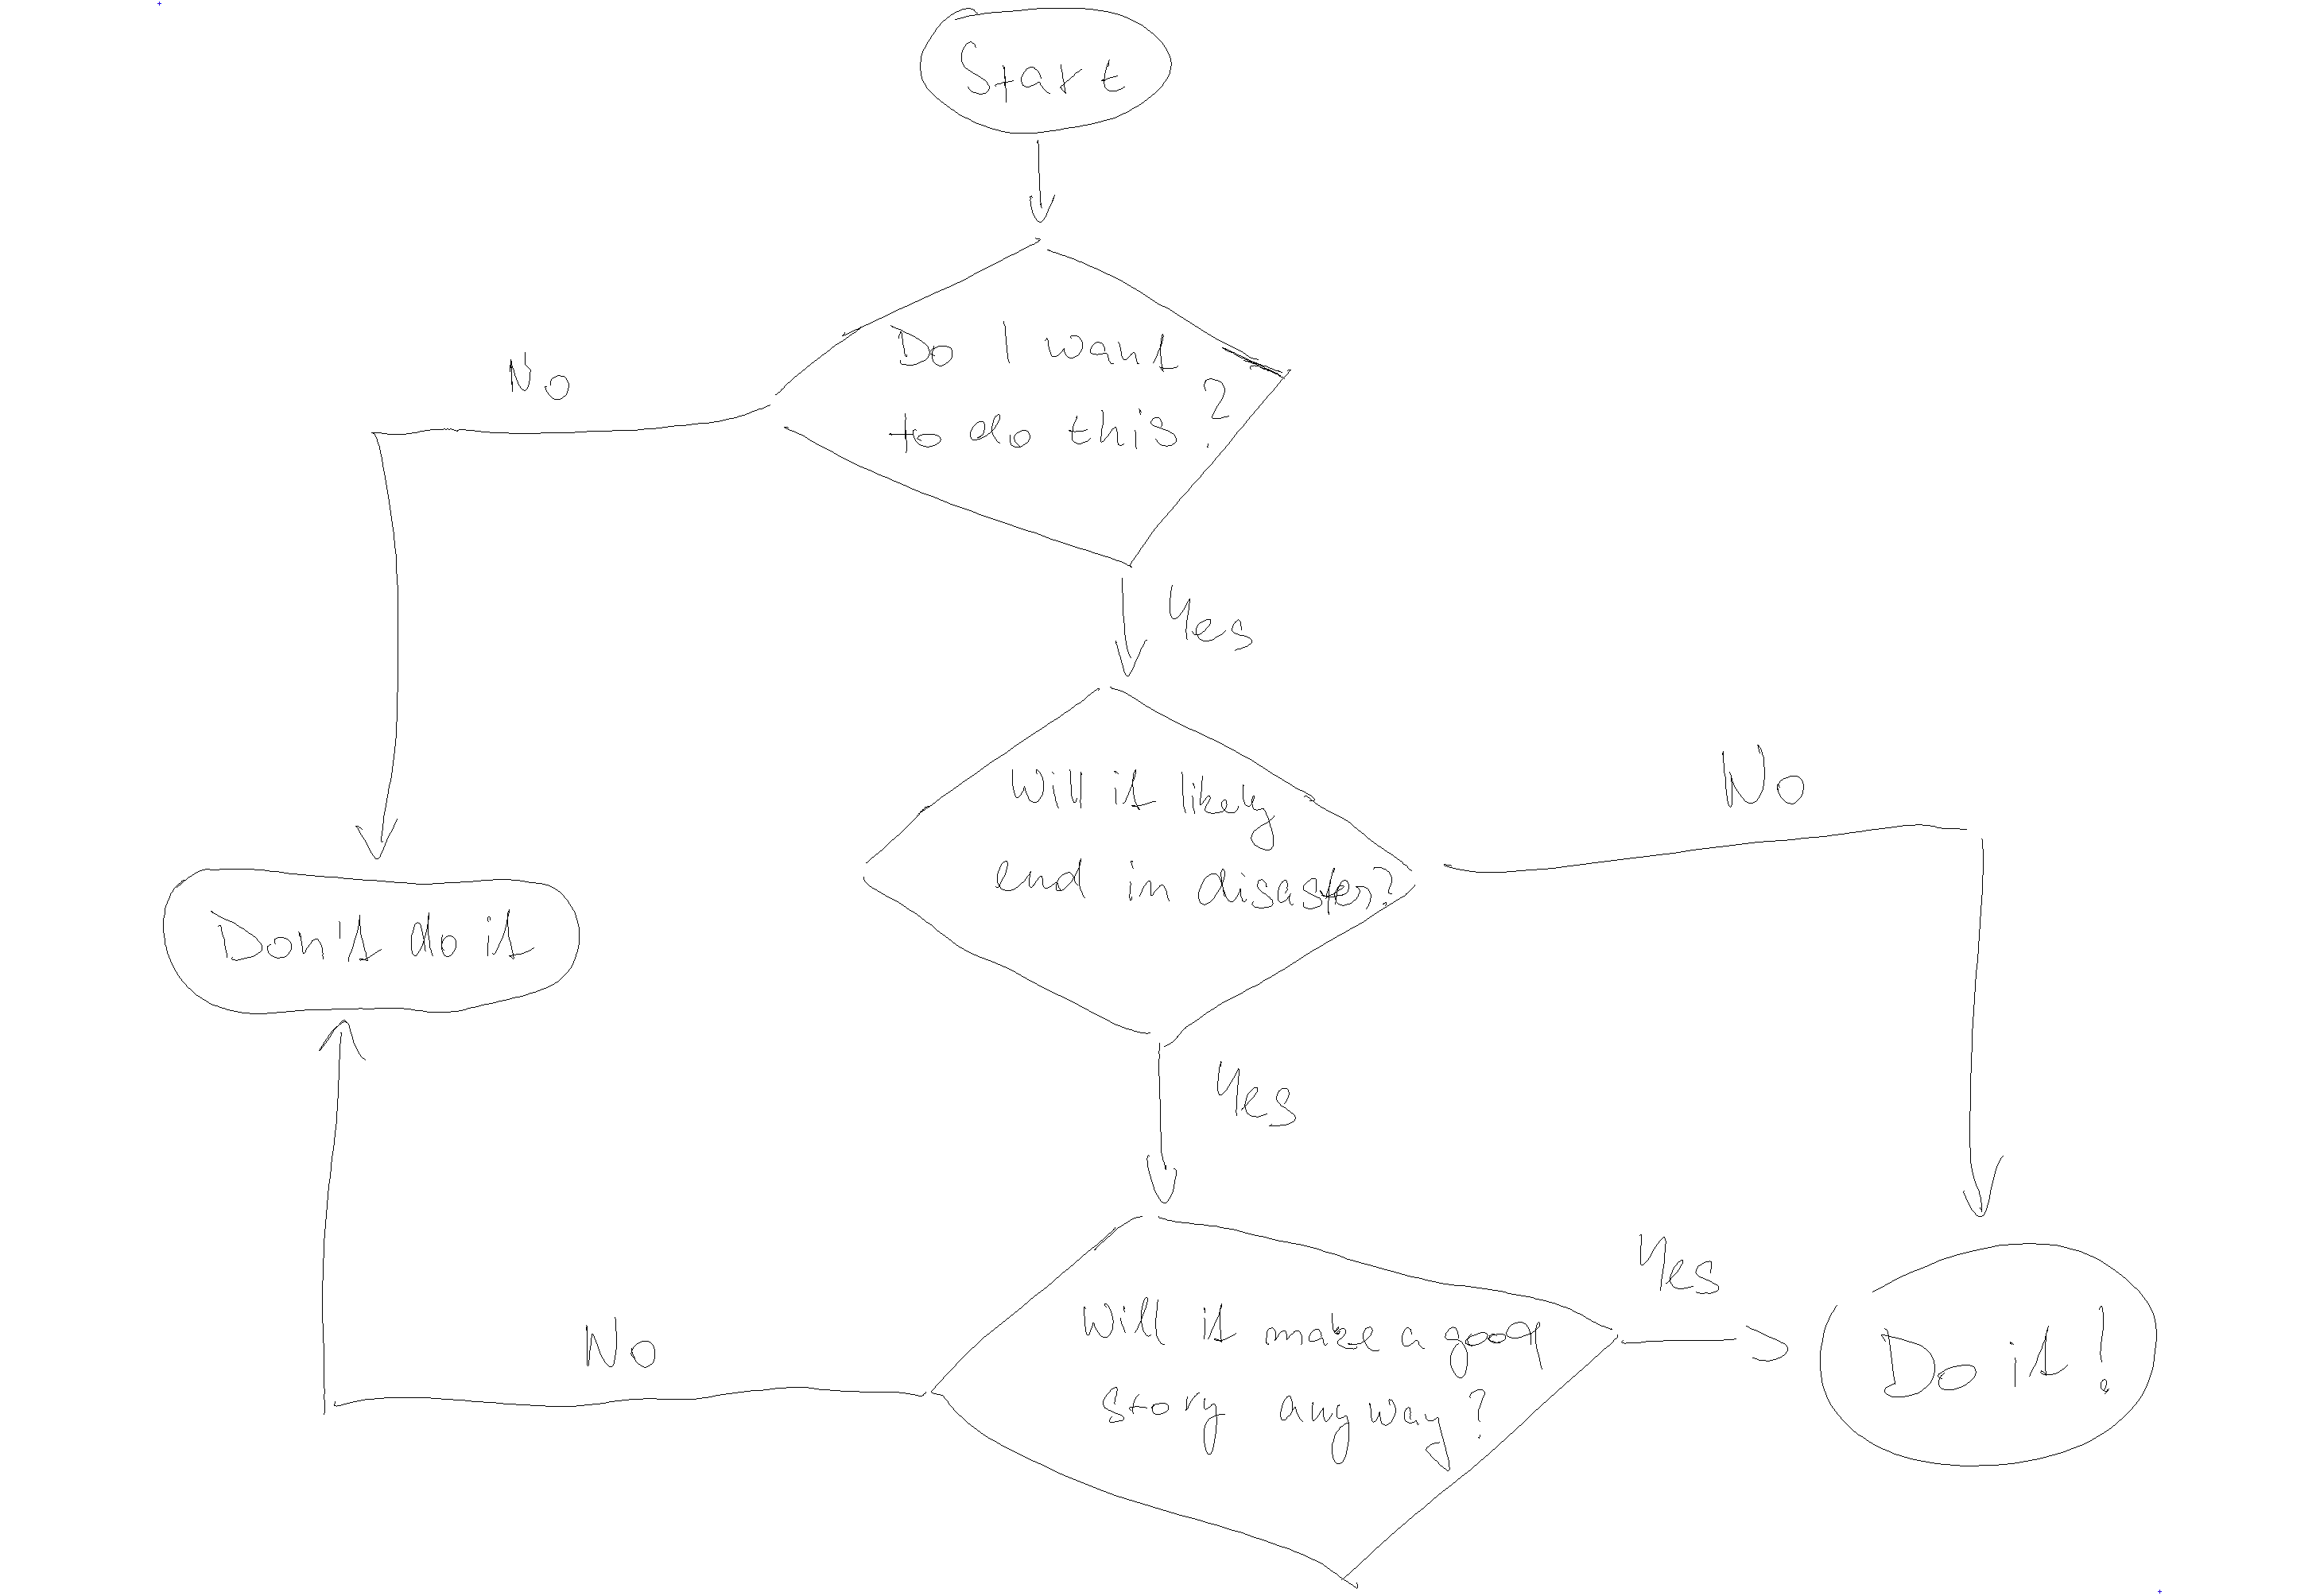 Start
Do I want
to do this?
No
Yes
Will it likely
end in disaster?
No
Don't do it
Yes
Will it make a good
story anyway?
Yes
No
Do it!